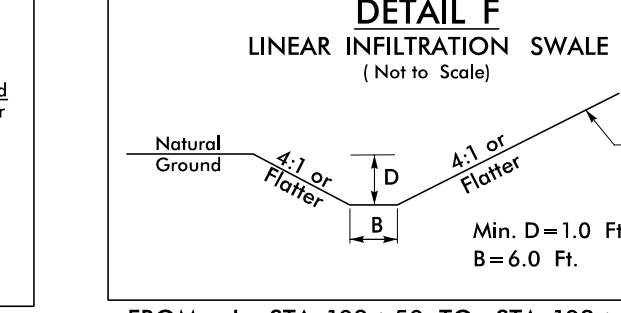 DETAIL F
LINEAR INFILTRATION SWALE
( Not to Scale)
Natural
Ground
4:1 or
Flatter
D
4:1 or
Flatter
B
Min. D=1.0 Ft
B=6.0 Ft.